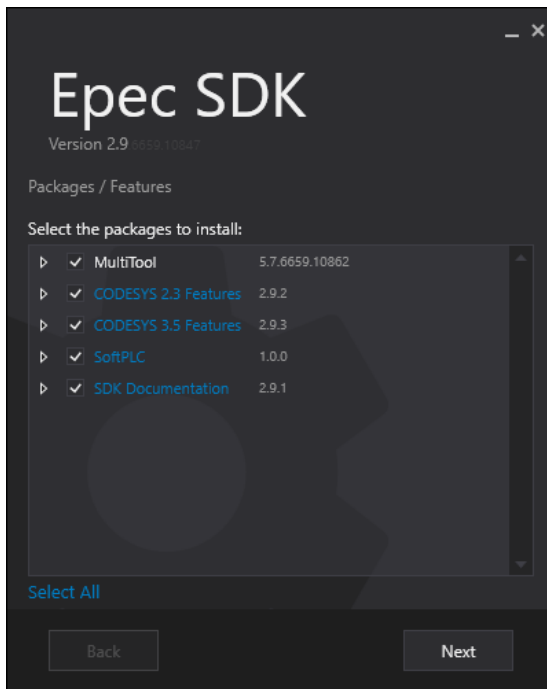 Epec SDK
Version 2.9.6659.10847
Packages / Features
Select the packages to install:
MultiTool 5.7.6659.10862
CODESYS 2.3 Features 2.9.2
CODESYS 3.5 Features 2.9.3
SoftPLC 1.0.0
SDK Documentation 2.9.1
Select All
Back Next